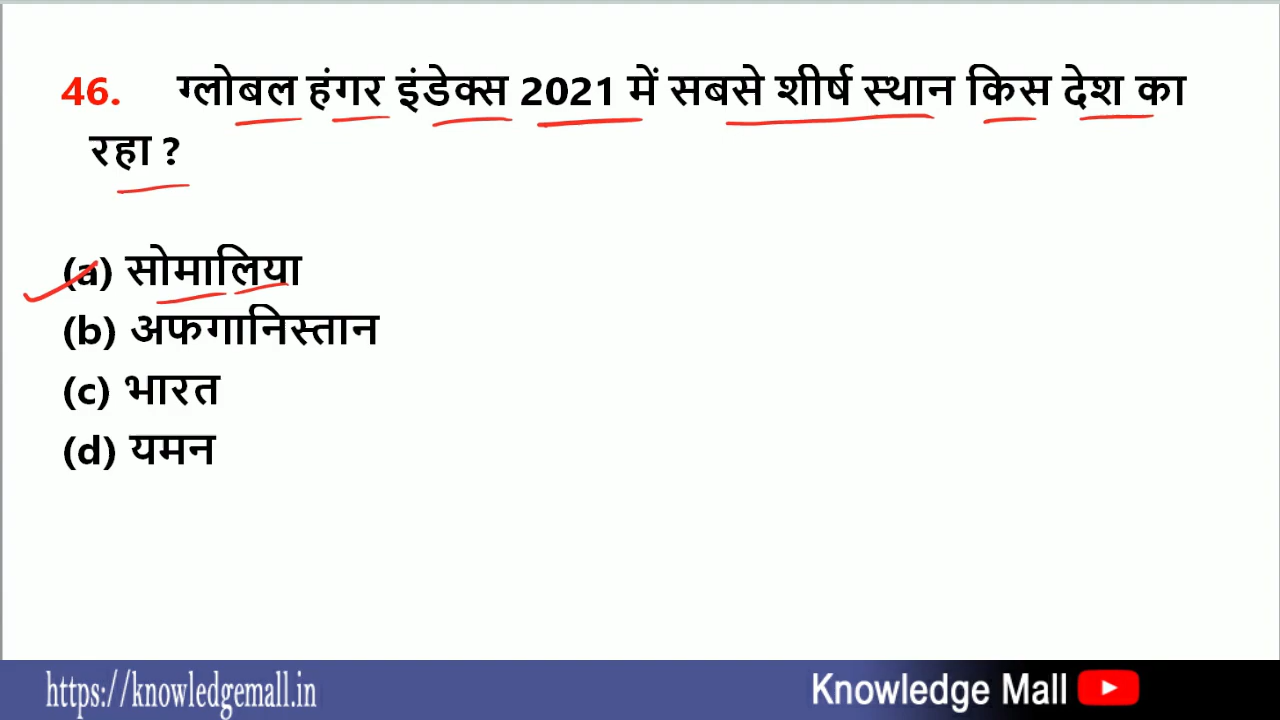 46. ग्लोबल हंगर इंडेक्स 2021 में सबसे शीर्ष स्थान किस देश का
रहा ?
(a) सोमालिया
(b) अफगानिस्तान
(c) भारत
(d) यमन
https://knowledgemall.in
Knowledge Mall